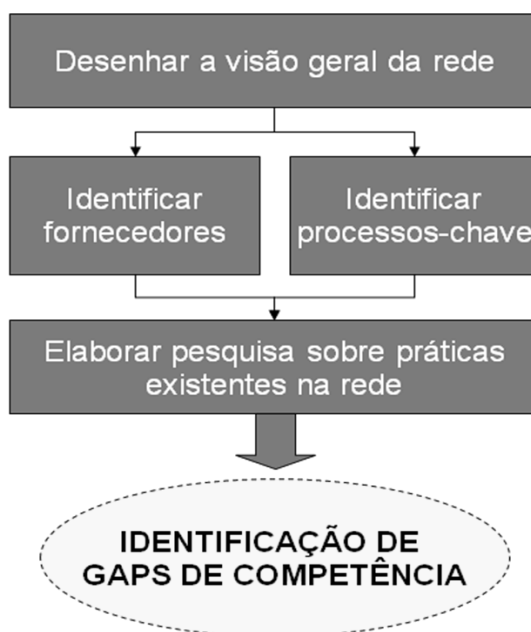 Desenhar a visão geral da rede
Identificar
fornecedores
Identificar
processos-chave
Elaborar pesquisa sobre práticas
existentes na rede
IDENTIFICAÇÃO DE
GAPS DE COMPETÊNCIA